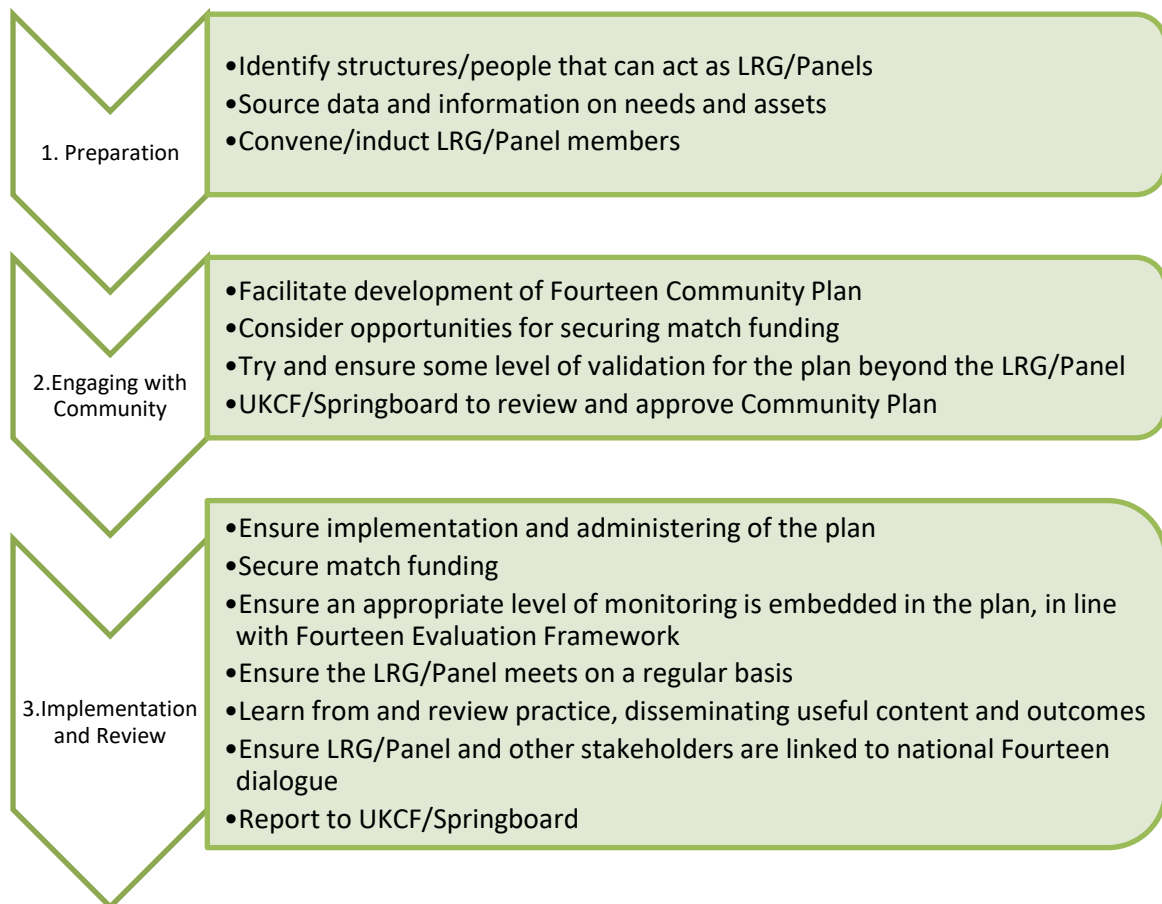 1. Preparation
•Identify structures/people that can act as LRG/Panels
•Source data and information on needs and assets
•Convene/induct LRG/Panel members
2.Engaging with
Community
•Facilitate development of Fourteen Community Plan
•Consider opportunities for securing match funding
•Try and ensure some level of validation for the plan beyond the LRG/Panel
•UKCF/Springboard to review and approve Community Plan
3.Implementation
and Review
•Ensure implementation and administering of the plan
•Secure match funding
•Ensure an appropriate level of monitoring is embedded in the plan, in line
with Fourteen Evaluation Framework
•Ensure the LRG/Panel meets on a regular basis
•Learn from and review practice, disseminating useful content and outcomes
•Ensure LRG/Panel and other stakeholders are linked to national Fourteen
dialogue
•Report to UKCF/Springboard